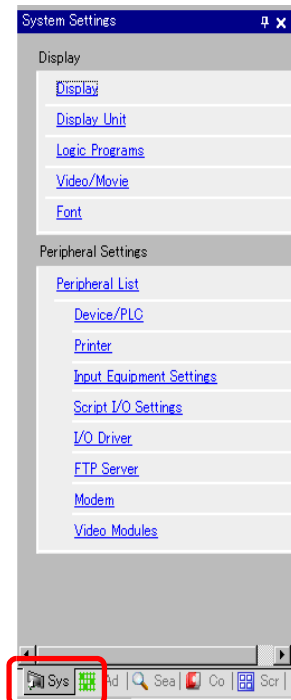 System Settings
Display
Display
Display Unit
Logic Programs
Video/Movie
Font
Peripheral Settings
Peripheral List
Device/PLC
Printer
Input Equipment Settings
Script I/O Settings
I/O Driver
FTP Server
Modem
Video Modules
Sys Ad Sea Co Scr